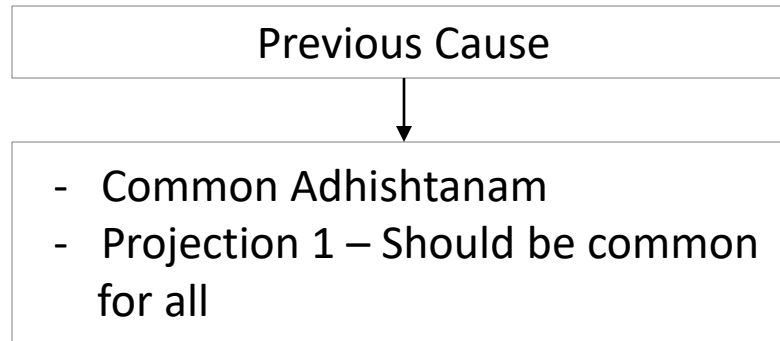 Previous Cause
- Common Adhishtanam
- Projection 1 – Should be common
for all